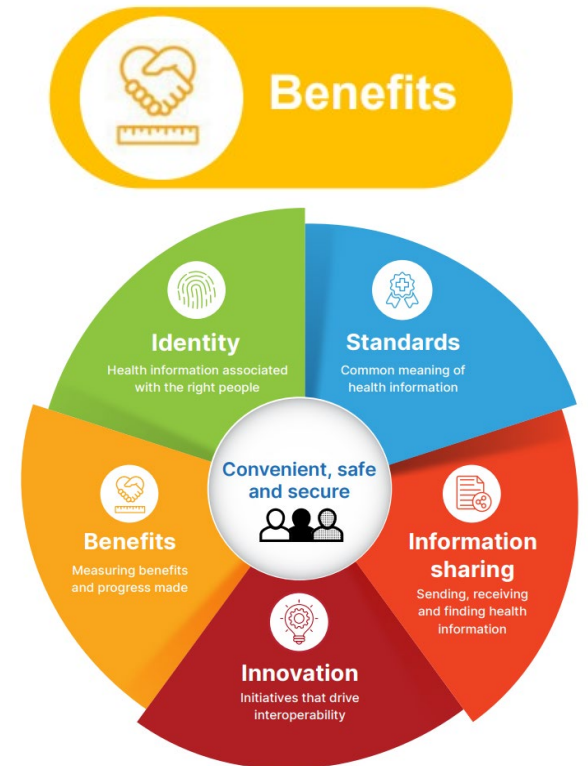 Benefits
Identity
Health information associated
with the right people
Standards
Common meaning of
health information
Convenient, safe
and secure
Benefits
Measuring benefits
and progress made
Information
sharing
Sending, receiving
and finding health
information
Innovation
Initiatives that drive
interoperability